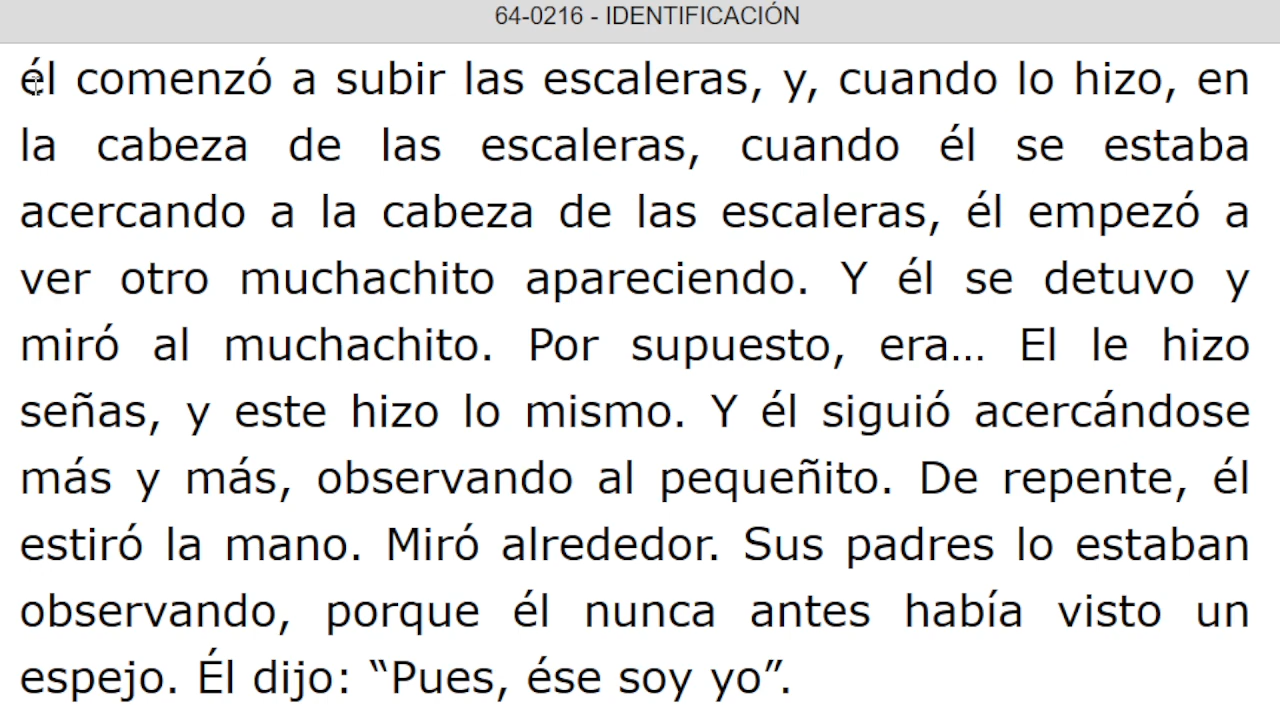 64-0216 - IDENTIFICACIÓN
él comenzó a subir las escaleras, y, cuando lo hizo, en
la cabeza de las escaleras, cuando él se estaba
acercando a la cabeza de las escaleras, él empezó a
ver otro muchachito apareciendo. Y él se detuvo y
miró al muchachito. Por supuesto, era... El le hizo
señas, y este hizo lo mismo. Y él siguió acercándose
más y más, observando al pequeñito. De repente, él
estiró la mano. Miró alrededor. Sus padres lo estaban
observando, porque él nunca antes había visto un
espejo. Él dijo: “Pues, ése soy yo”.